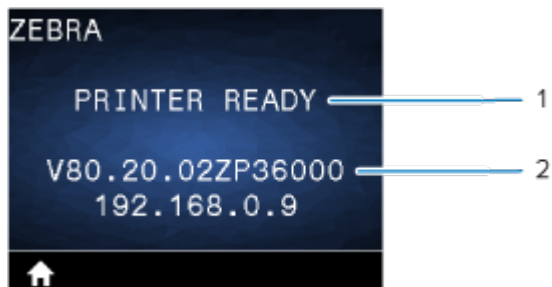 ZEBRA
PRINTER READY
1
V80.20.02ZP36000
2
192.168.0.9